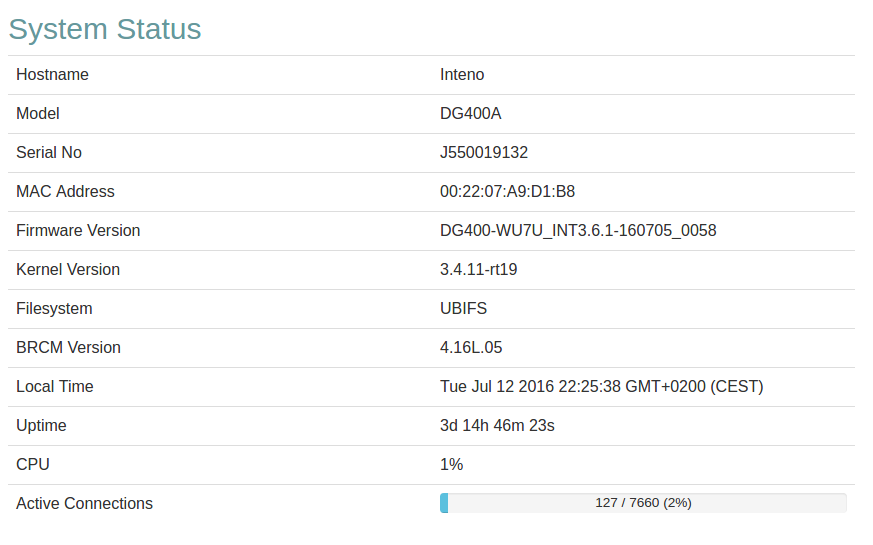 System Status
Hostname Inteno
Model DG400A
Serial No J550019132
MAC Address 00:22:07:A9:D1:B8
Firmware Version DG400-WU7U_INT3.6.1-160705_0058
Kernel Version 3.4.11-rt19
Filesystem UBIFS
BRCM Version 4.16L.05
Local Time Tue Jul 12 2016 22:25:38 GMT+0200 (CEST)
Uptime 3d 14h 46m 23s
CPU 1%
Active Connections 127 / 7660 (2%)